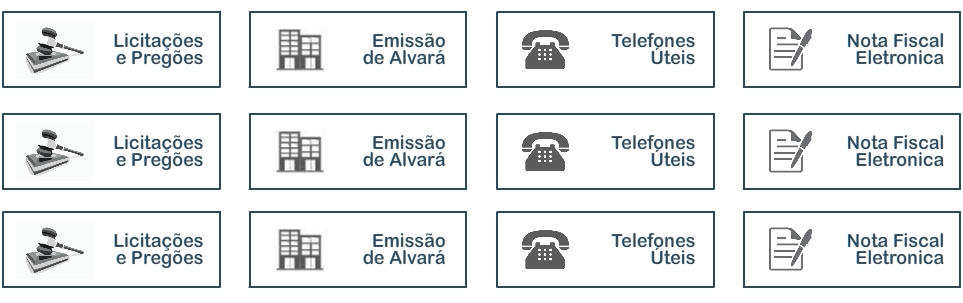 Licitações
e Pregões
Emissão
de Alvará
Telefones
Úteis
Nota Fiscal
Eletronica
Licitações
e Pregões
Emissão
de Alvará
Telefones
Úteis
Nota Fiscal
Eletronica
Licitações
e Pregões
Emissão
de Alvará
Telefones
Úteis
Nota Fiscal
Eletronica